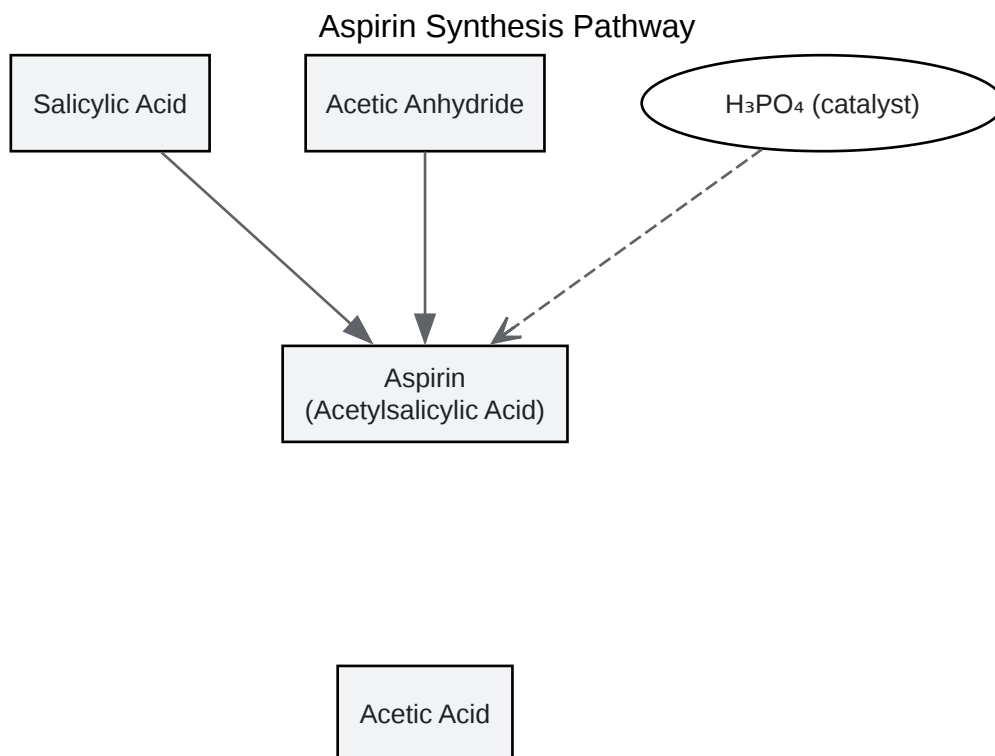 Aspirin Synthesis Pathway
Salicylic Acid
Acetic Anhydride
H₃PO₄ (catalyst)
Aspirin
(Acetylsalicylic Acid)
Acetic Acid